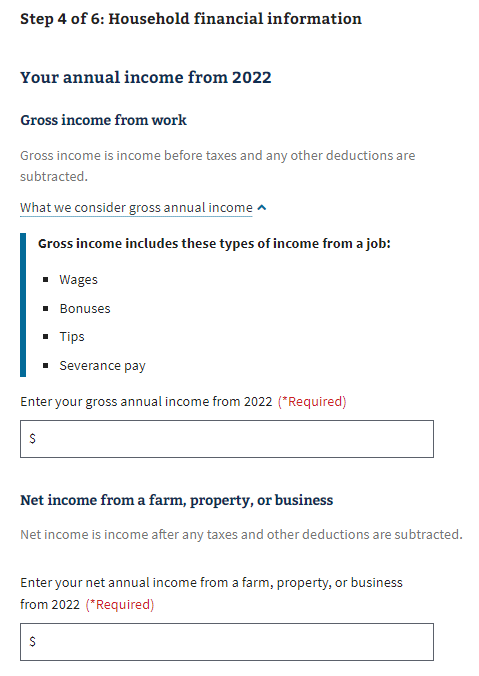 Step 4 of 6: Household financial information
Your annual income from 2022
Gross income from work
Gross income is income before taxes and any other deductions are
subtracted.
What we consider gross annual income
Gross income includes these types of income from a job:
Wages
Bonuses
Tips
Severance pay
Enter your gross annual income from 2022 (*Required)
$
Net income from a farm, property, or business
Net income is income after any taxes and other deductions are subtracted.
Enter your net annual income from a farm, property, or business
from 2022 (*Required)
$